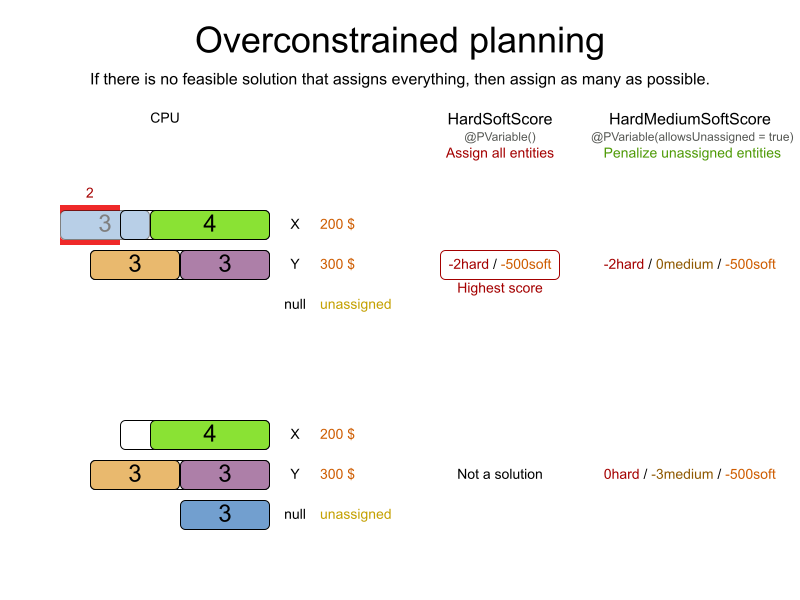 Overconstrained planning
If there is no feasible solution that assigns everything, then assign as many as possible.
CPU
HardSoftScore
@PVariable()
Assign all entities
HardMediumSoftScore
@PVariable(allowsUnassigned = true)
Penalize unassigned entities
2
3 4 X 200 $
3 3 Y 300 $ -2hard / -500soft -2hard / 0medium / -500soft
Highest score
null unassigned
4 X 200 $
3 3 Y 300 $ Not a solution 0hard / -3medium / -500soft
3 null unassigned